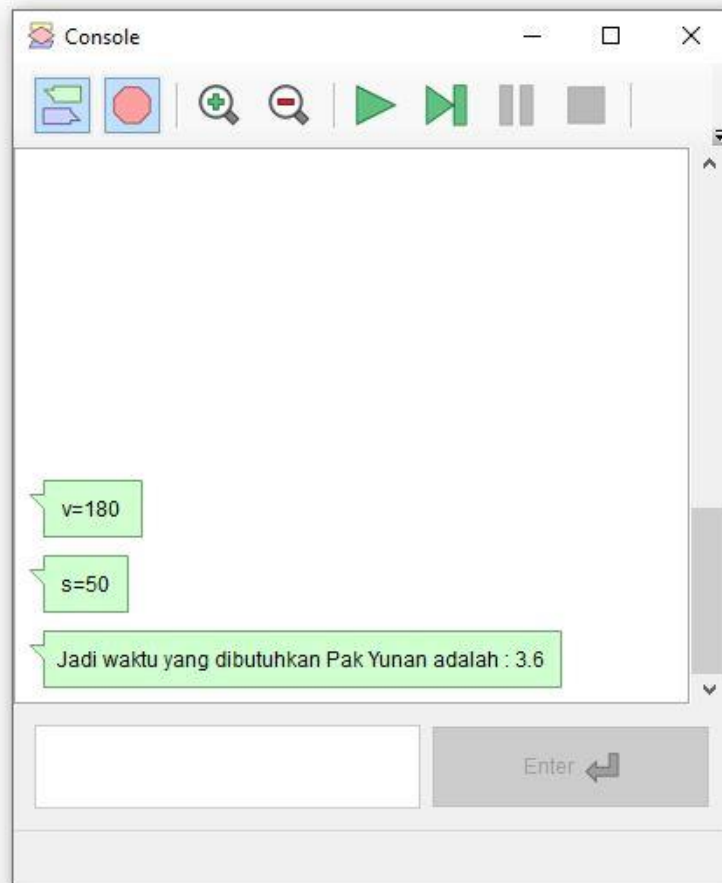 Console
v=180
s=50
Jadi waktu yang dibutuhkan Pak Yunan adalah : 3.6
Enter